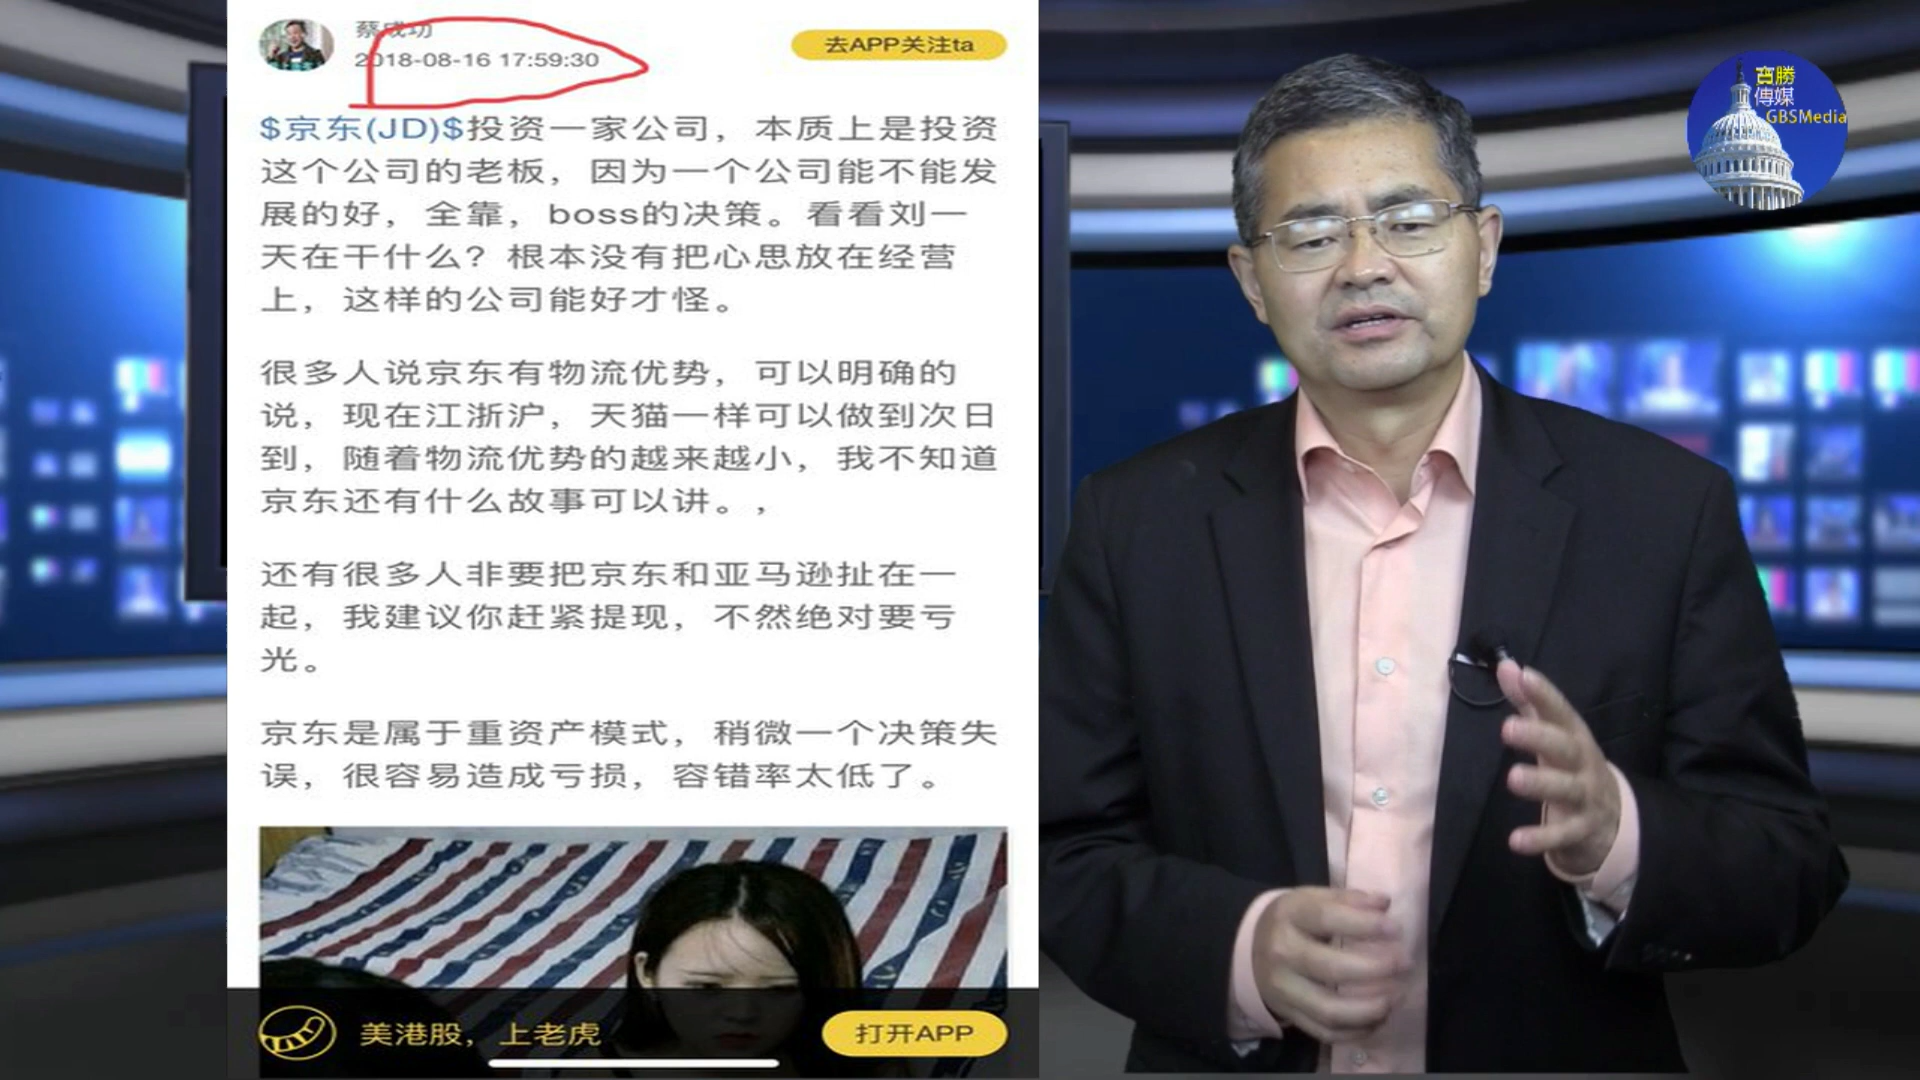 蔡成功
2018-08-16 17:59:30
去APP关注ta
$京东(JD)$投资一家公司，本质上是投资
这个公司的老板，因为一个公司能不能发
展的好，全靠，boss的决策。看看刘一
天在干什么？根本没有把心思放在经营
上，这样的公司能好才怪。
很多人说京东有物流优势，可以明确的
说，现在江浙沪，天猫一样可以做到次日
到，随着物流优势的越来越小，我不知道
京东还有什么故事可以讲。，
还有很多人非要把京东和亚马逊扯在一
起，我建议你赶紧提现，不然绝对要亏
光。
京东是属于重资产模式，稍微一个决策失
误，很容易造成亏损，容错率太低了。
美港股，上老虎
打开APP
寶勝
傳媒
GBSMedia